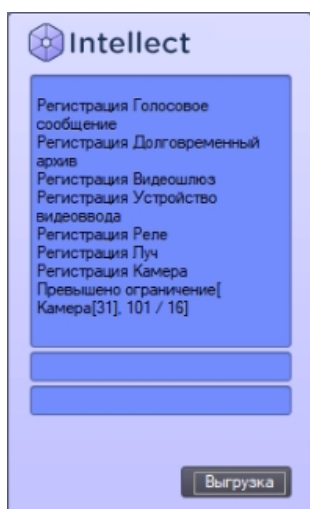 Intellect
Регистрация Голосовое
сообщение
Регистрация Долговременный
архив
Регистрация Видеошлюз
Регистрация Устройство
видеоввода
Регистрация Реле
Регистрация Луч
Регистрация Камера
Превышено ограничение[
Камера[31], 101 / 16]
Выгрузка